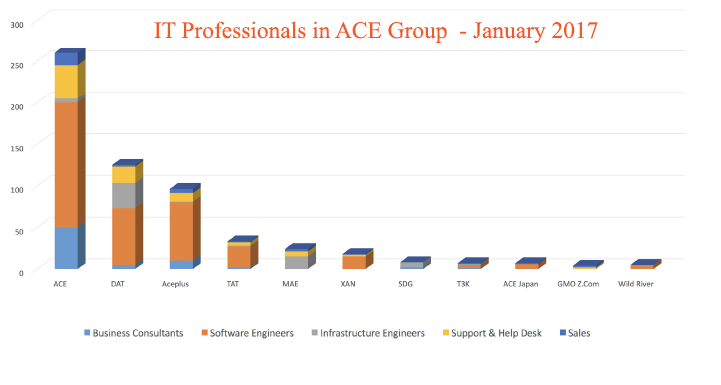 IT Professionals in ACE Group - January 2017
300
250
200
150
100
50
0
ACE DAT Aceplus TAT MAE XAN SDG T3K ACE Japan GMO Z.Com Wild River
Business Consultants Software Engineers Infrastructure Engineers Support & Help Desk Sales